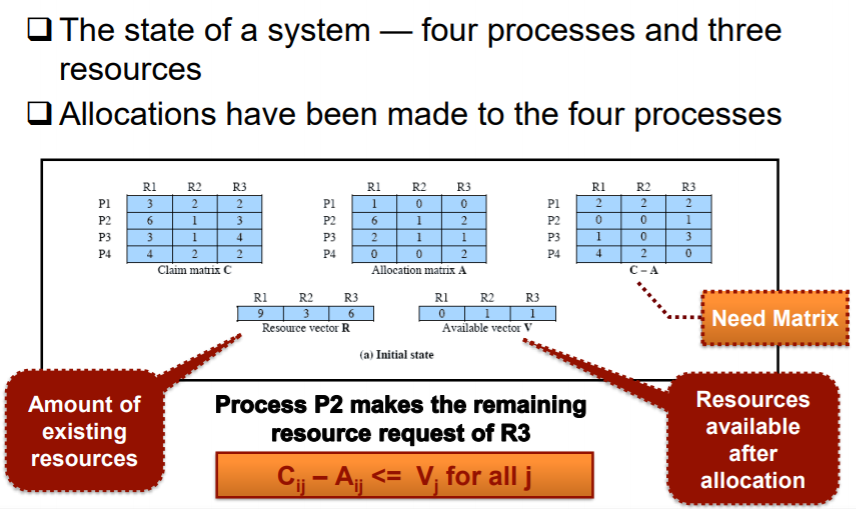 ❑ The state of a system — four processes and three
resources
❑ Allocations have been made to the four processes
R1 R2 R3
P1 3 2 2
P2 6 1 3
P3 3 1 4
P4 4 2 2
Claim matrix C
R1 R2 R3
P1 1 0 0
P2 6 1 2
P3 2 1 1
P4 0 0 2
Allocation matrix A
R1 R2 R3
P1 2 2 2
P2 0 0 1
P3 1 0 3
P4 4 2 0
C – A
R1 R2 R3
9 3 6
Resource vector R
R1 R2 R3
0 1 1
Available vector V
(a) Initial state
Need Matrix
Amount of
existing
resources
Process P2 makes the remaining
resource request of R3
Cij – Aij <= Vj for all j
Resources
available
after
allocation